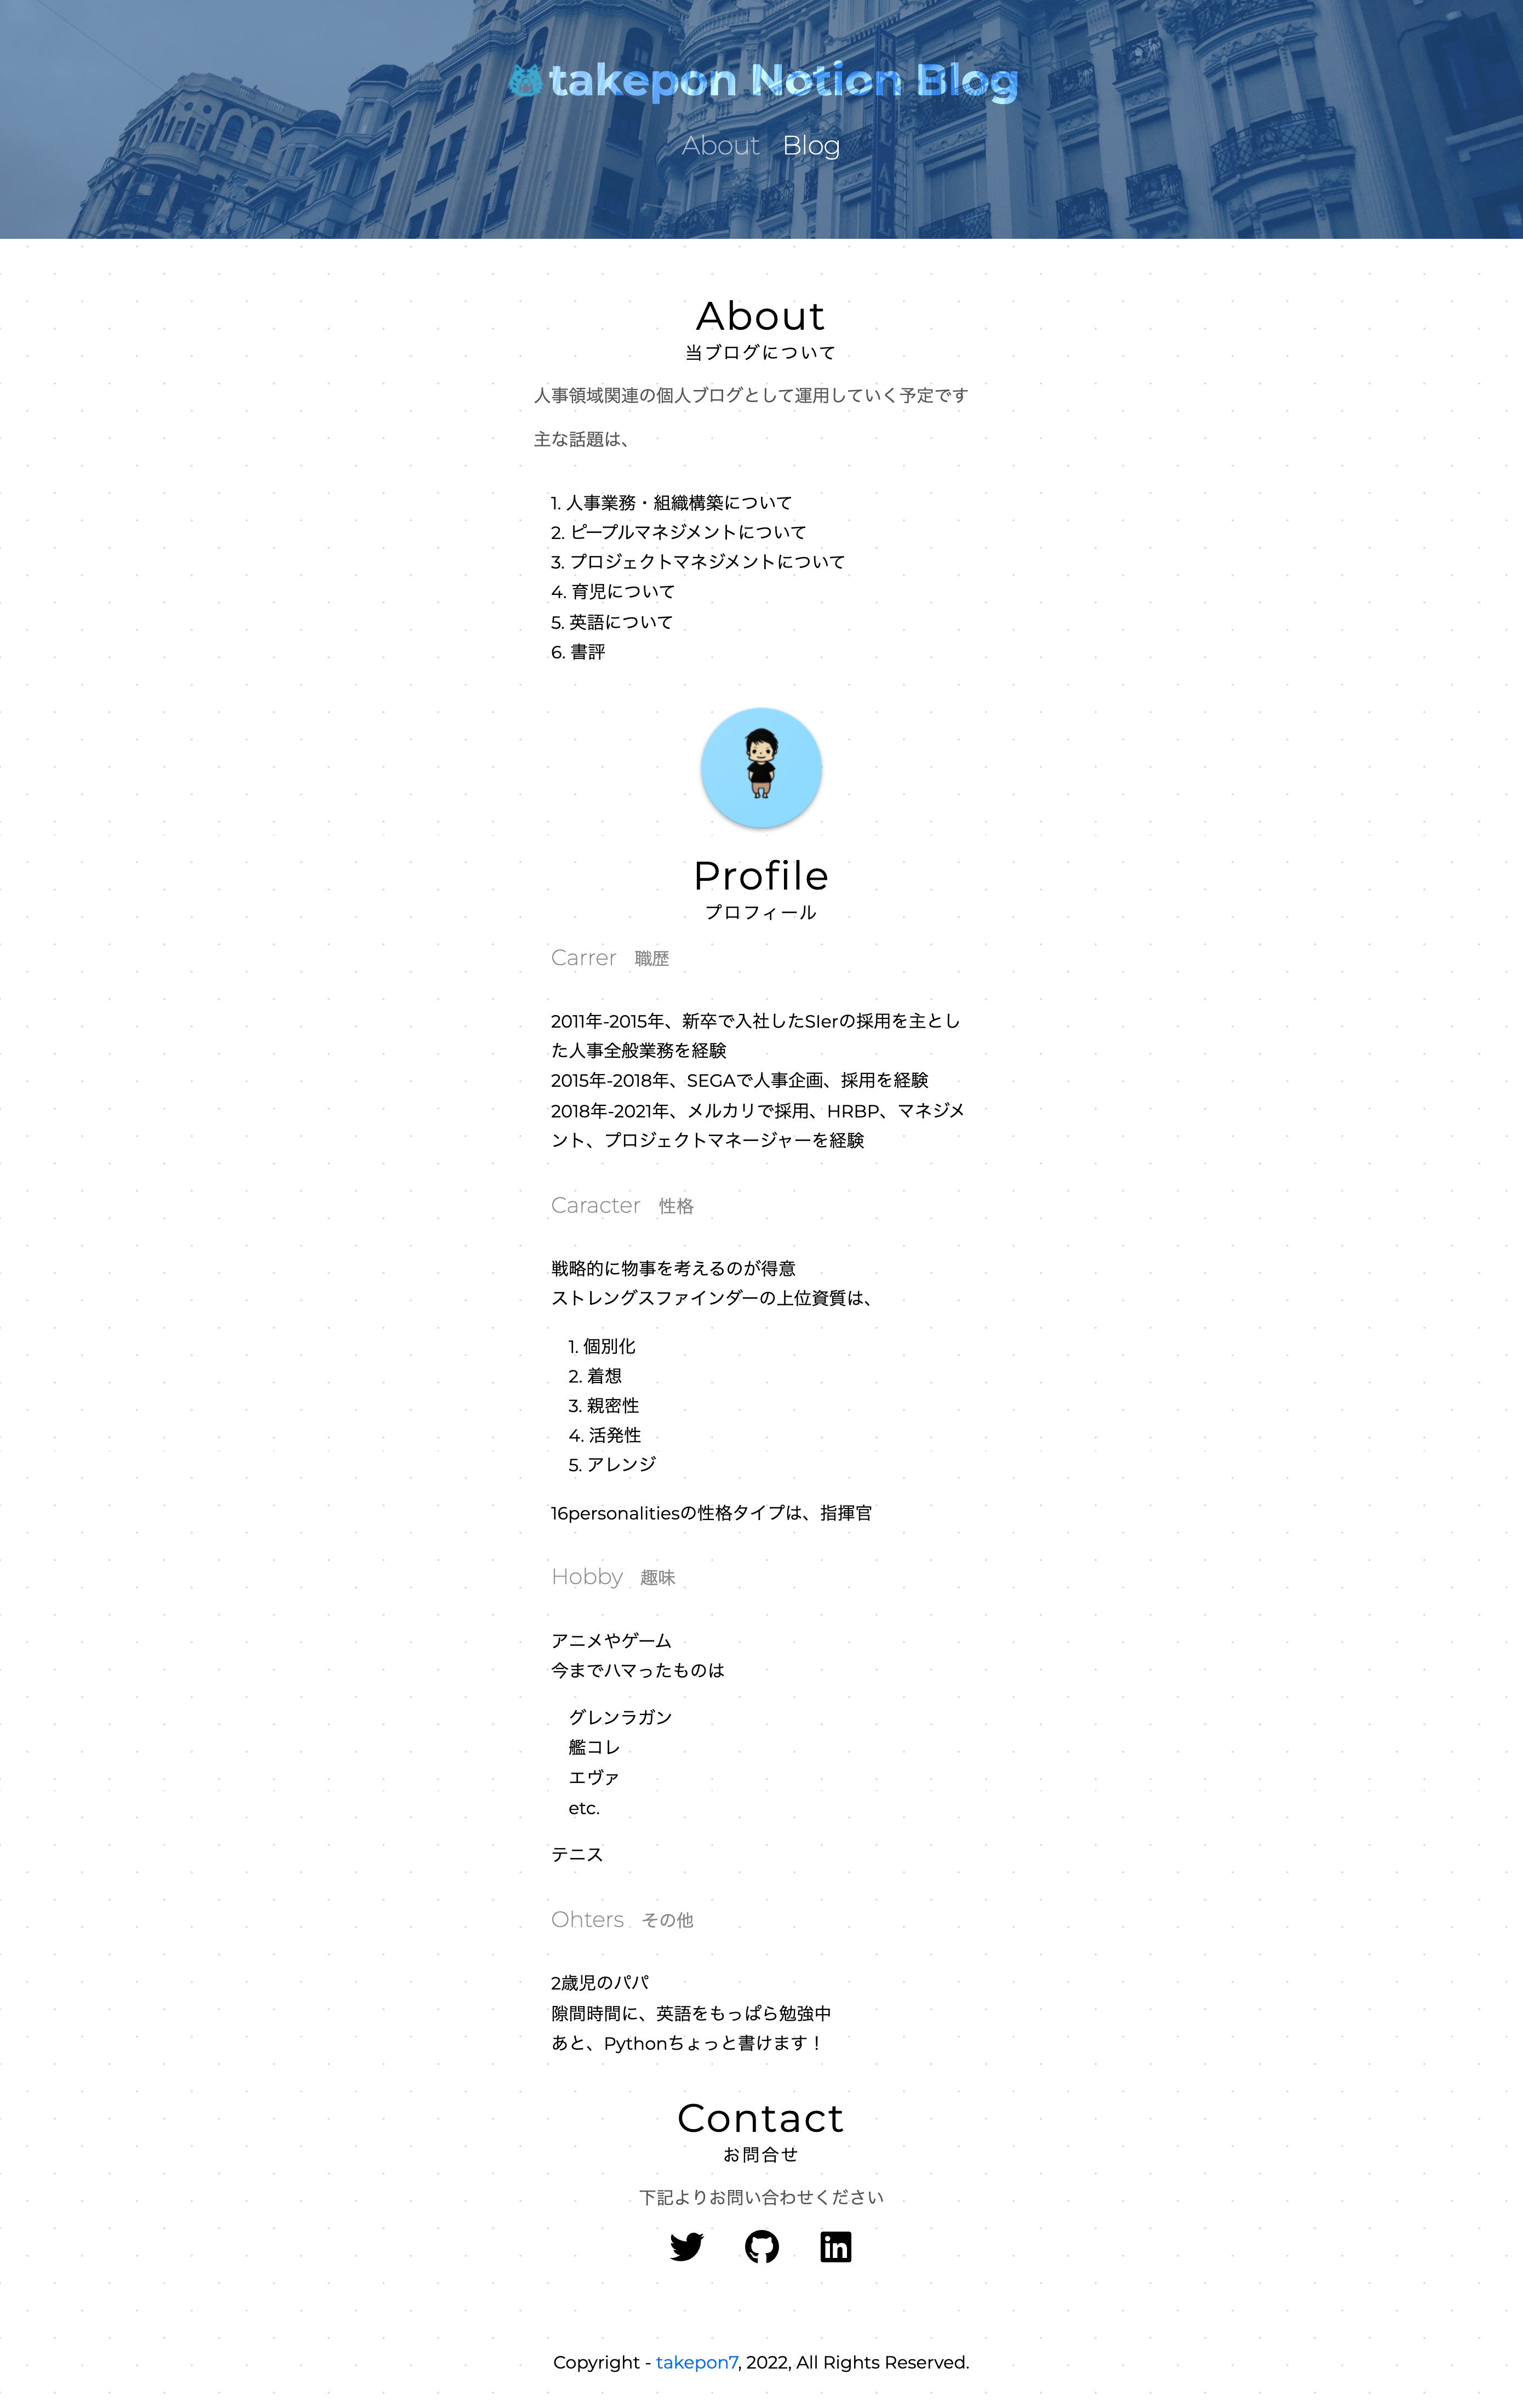 takepon Notion Blog
About Blog
About
当ブログについて
人事領域関連の個人ブログとして運用していく予定です
主な話題は、
1. 人事業務・組織構築について
2. ピープルマネジメントについて
3. プロジェクトマネジメントについて
4. 育児について
5. 英語について
6. 書評
Profile
プロフィール
Carrer 職歴
2011年-2015年、新卒で入社したSIerの採用を主とし
た人事全般業務を経験
2015年-2018年、SEGAで人事企画、採用を経験
2018年-2021年、メルカリで採用、HRBP、マネジメ
ント、プロジェクトマネージャーを経験
Caracter 性格
戦略的に物事を考えるのが得意
ストレングスファインダーの上位資質は、
1. 個別化
2. 着想
3. 親密性
4. 活発性
5. アレンジ
16personalitiesの性格タイプは、指揮官
Hobby 趣味
アニメやゲーム
今までハマったものは
グレンラガン
艦コレ
エヴァ
etc.
テニス
Ohters その他
2歳児のパパ
隙間時間に、英語をもっぱら勉強中
あと、Pythonちょっと書けます！
Contact
お問合せ
下記よりお問い合わせください
Copyright - takepon7, 2022, All Rights Reserved.